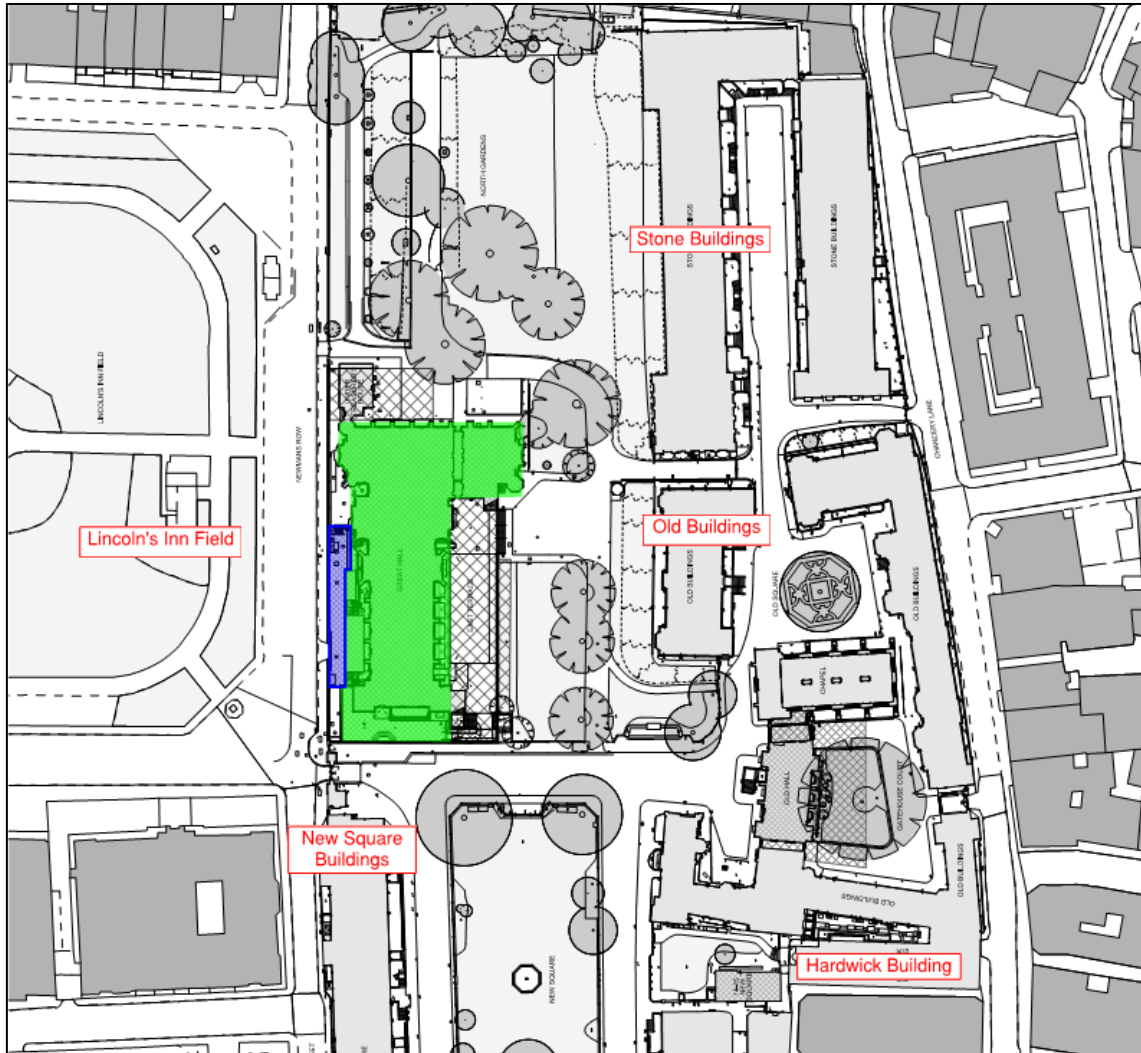 NORTH GARDENS
STONE BUILDINGS
Stone Buildings
STONE BUILDINGS
LINCOLN'S INN FIELD
NEWMANS ROW
CHANCERY LANE
Lincoln's Inn Field
GREAT HALL
Old Buildings
OLD BUILDINGS
OLD SQUARE
OLD BUILDINGS
CHAPEL
OLD HALL
GATEHOUSE COURT
New Square
Buildings
OLD BUILDINGS
OLD BUILDINGS
Hardwick Building
NEW SQUARE